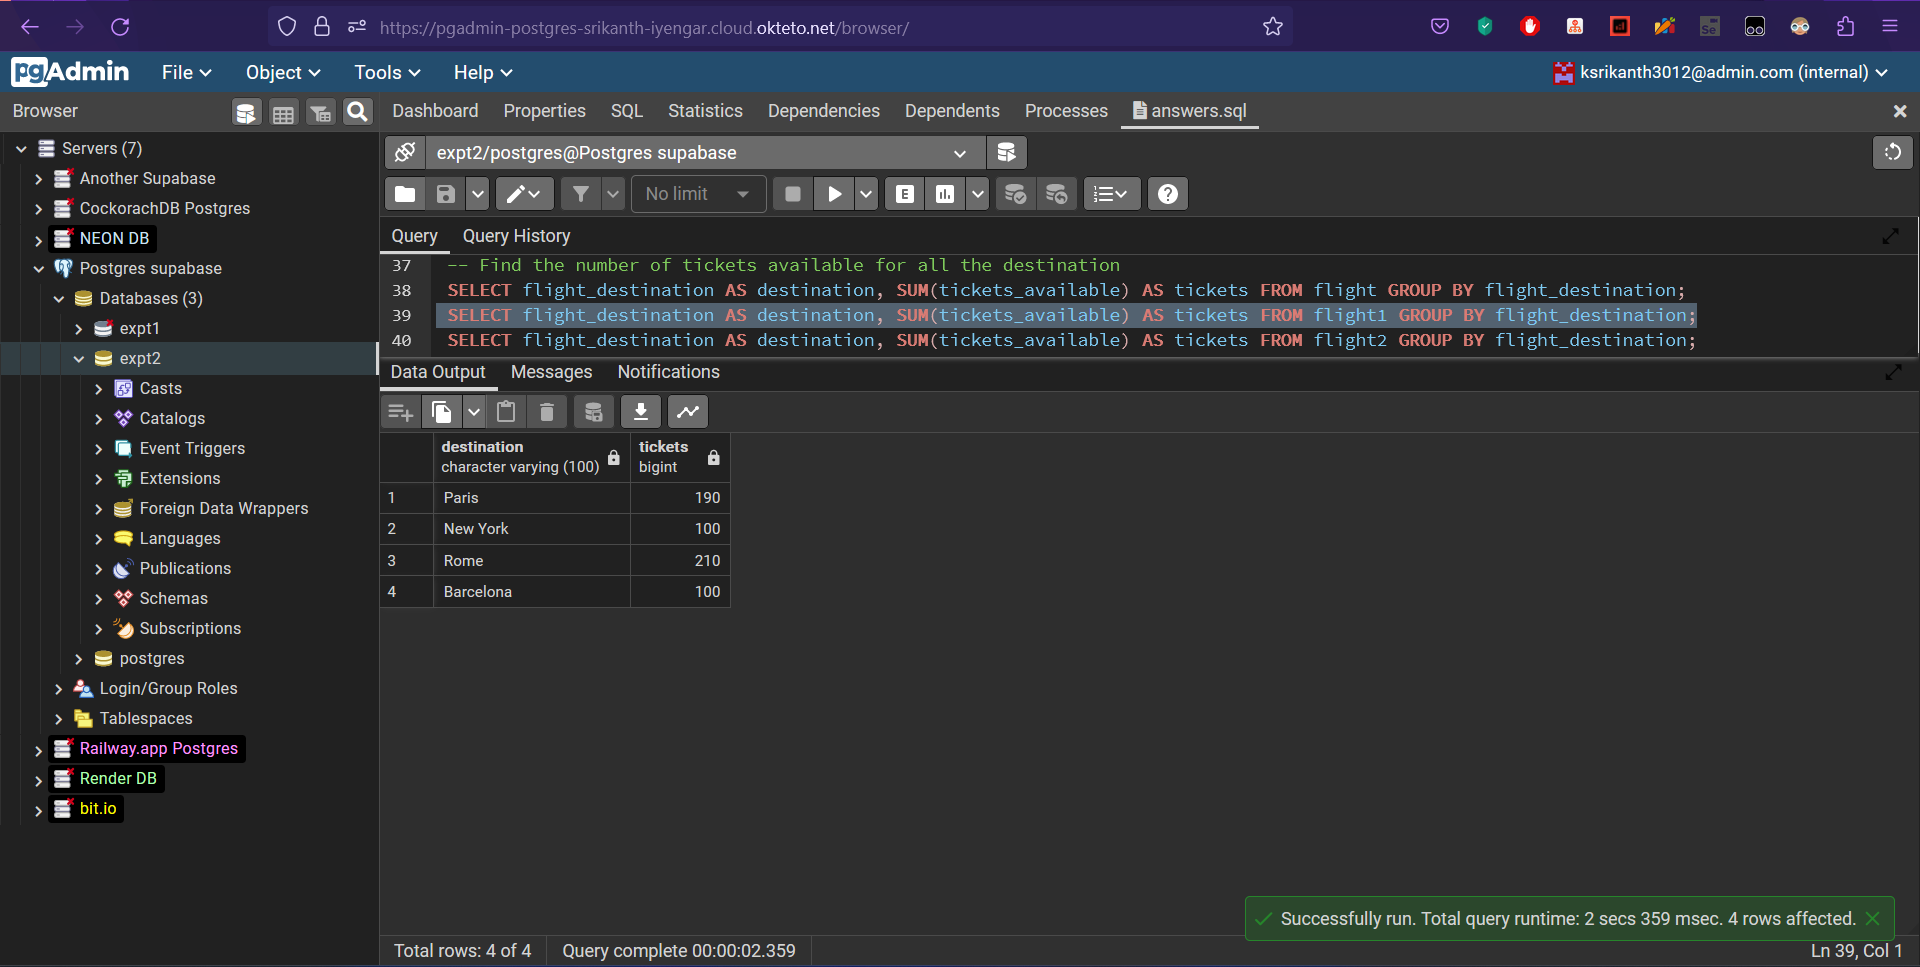 https://pgadmin-postgres-srikanth-iyengar.cloud.okteto.net/browser/
pgAdmin File Object Tools Help ksrikanth3012@admin.com (internal)
Browser Dashboard Properties SQL Statistics Dependencies Dependents Processes answers.sql
Servers (7)
Another Supabase
CockorachDB Postgres
NEON DB
Postgres supabase
Databases (3)
expt1
expt2
Casts
Catalogs
Event Triggers
Extensions
Foreign Data Wrappers
Languages
Publications
Schemas
Subscriptions
postgres
Login/Group Roles
Tablespaces
Railway.app Postgres
Render DB
bit.io
expt2/postgres@Postgres supabase
No limit E
Query Query History
37 -- Find the number of tickets available for all the destination
38 SELECT flight_destination AS destination, SUM(tickets_available) AS tickets FROM flight GROUP BY flight_destination;
39 SELECT flight_destination AS destination, SUM(tickets_available) AS tickets FROM flight1 GROUP BY flight_destination;
40 SELECT flight_destination AS destination, SUM(tickets_available) AS tickets FROM flight2 GROUP BY flight_destination;
Data Output Messages Notifications
destination tickets
character varying (100) bigint
1 Paris 190
2 New York 100
3 Rome 210
4 Barcelona 100
Successfully run. Total query runtime: 2 secs 359 msec. 4 rows affected.
Total rows: 4 of 4 Query complete 00:00:02.359 Ln 39, Col 1